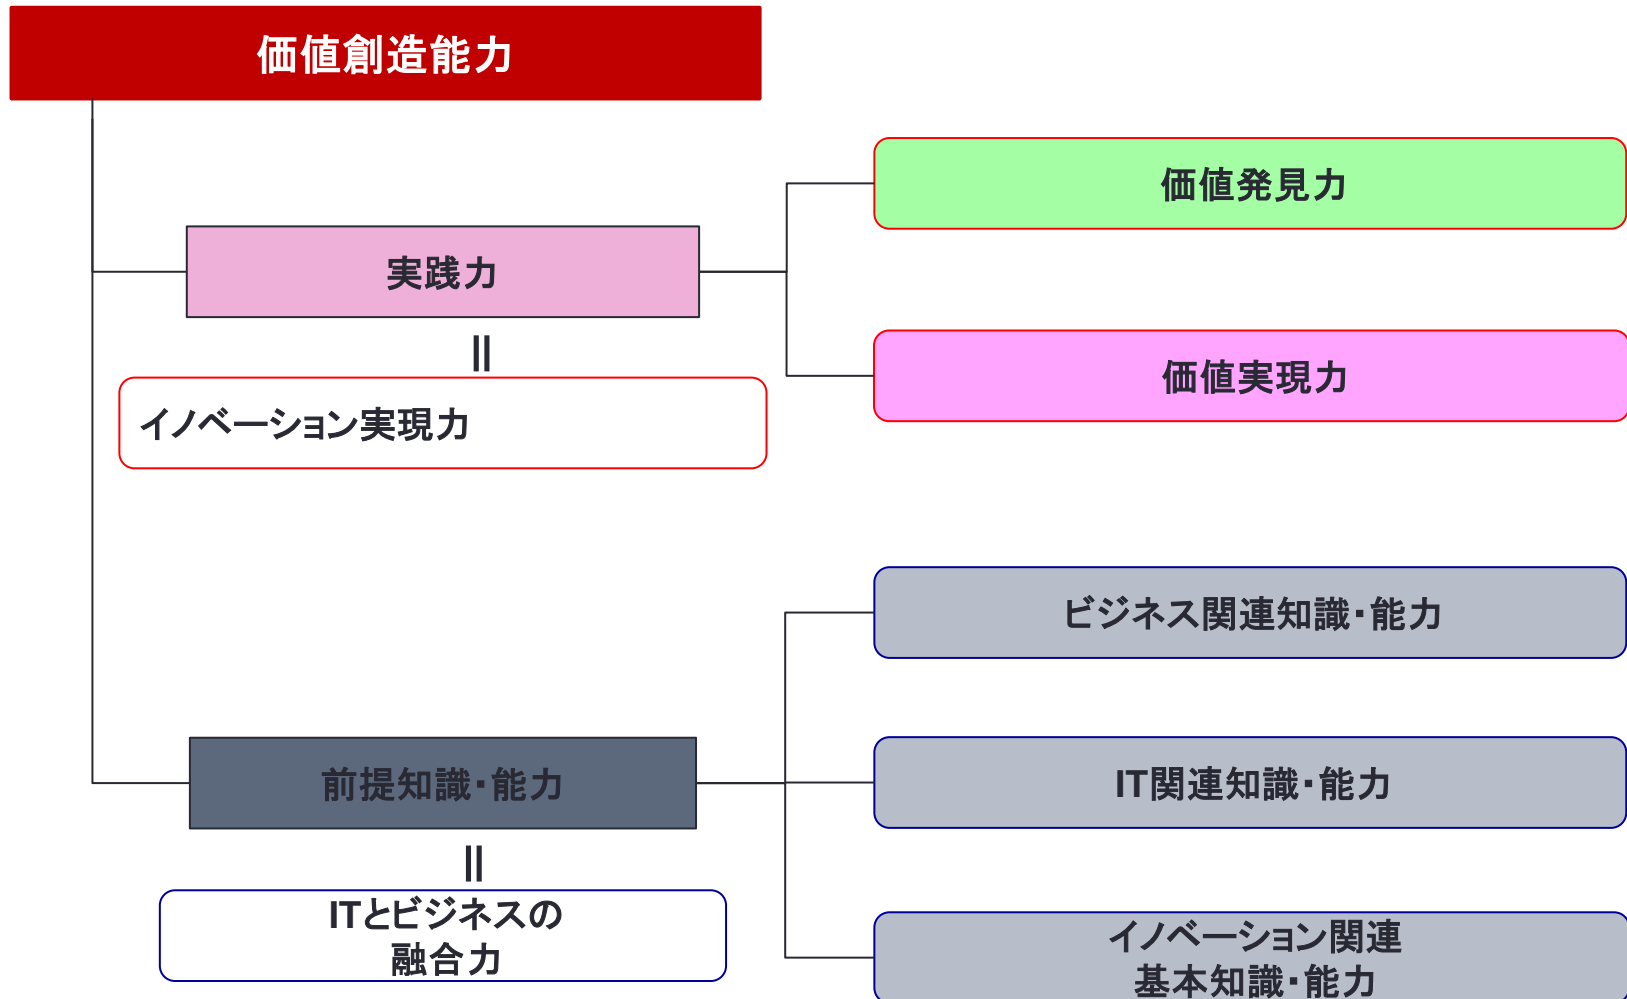 価値創造能力
価値発見力
実践力
＝
価値実現力
イノベーション実現力
ビジネス関連知識・能力
前提知識・能力
IT関連知識・能力
＝
ITとビジネスの
融合力
イノベーション関連
基本知識・能力